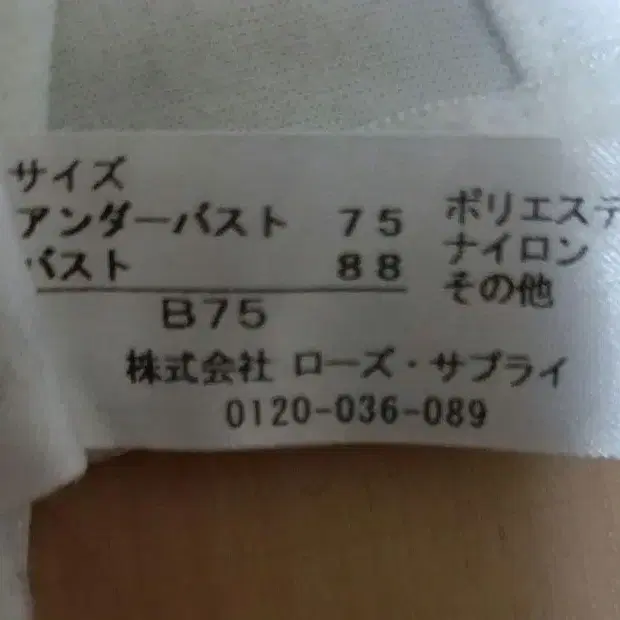 サイズ
アンダーバスト 75
バスト 88
B75
ポリエステ
ナイロン
その他
株式会社 ローズ・サプライ
0120-036-089